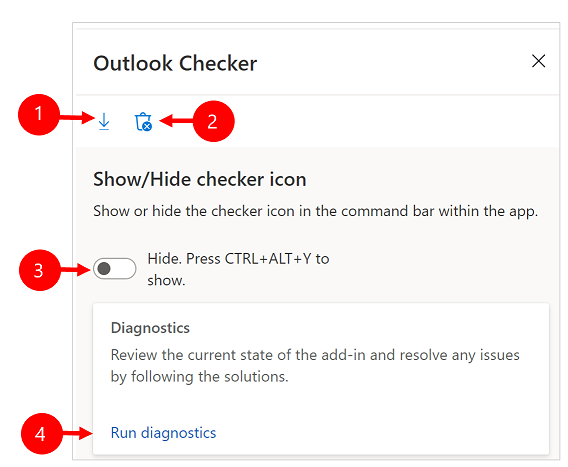 Outlook Checker
1
2
Show/Hide checker icon
Show or hide the checker icon in the command bar within the app.
3
Hide. Press CTRL+ALT+Y to
show.
Diagnostics
Review the current state of the add-in and resolve any issues
by following the solutions.
4
Run diagnostics